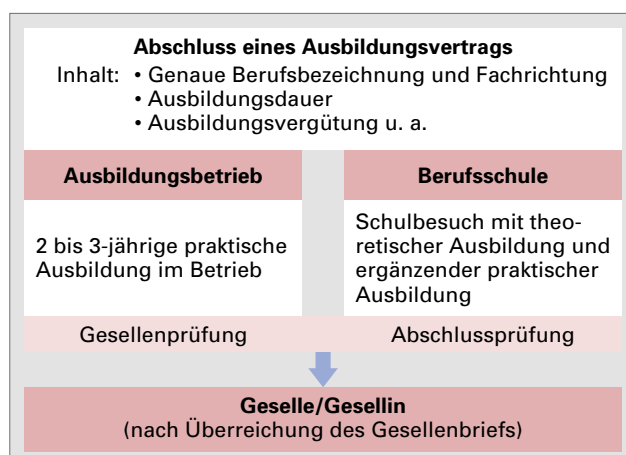 Abschluss eines Ausbildungsvertrags
Inhalt: • Genaue Berufsbezeichnung und Fachrichtung
• Ausbildungsdauer
• Ausbildungsvergütung u. a.
Ausbildungsbetrieb
2 bis 3-jährige praktische
Ausbildung im Betrieb
Gesellenprüfung
Berufsschule
Schulbesuch mit theo-
retischer Ausbildung und
ergänzender praktischer
Ausbildung
Abschlussprüfung
Geselle/Gesellin
(nach Überreichung des Gesellenbriefs)